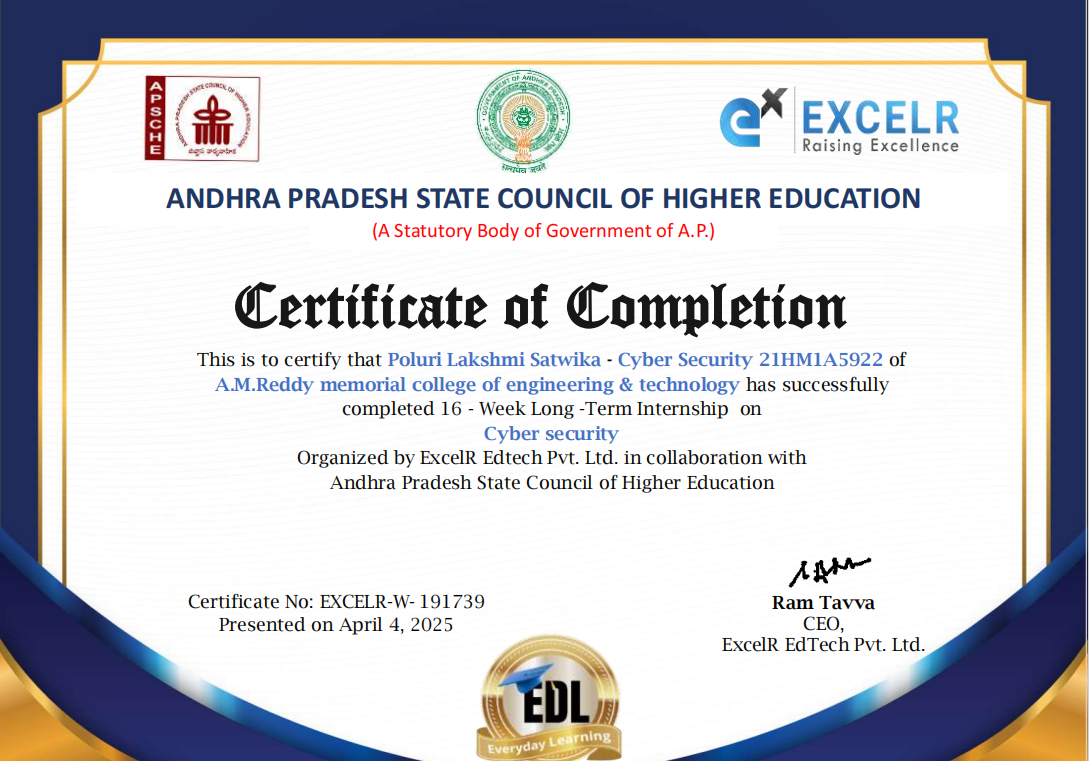 APSCHE
ANDHRA PRADESH STATE COUNCIL OF HIGHER EDUCATION
GOVERNMENT OF ANDHRA PRADESH
सत्यमेव जयते
ex
EXCELR
Raising Excellence
ANDHRA PRADESH STATE COUNCIL OF HIGHER EDUCATION
(A Statutory Body of Government of A.P.)
Certificate of Completion
This is to certify that Poluri Lakshmi Satwika - Cyber Security 21HM1A5922 of
A.M.Reddy memorial college of engineering & technology has successfully
completed 16 - Week Long -Term Internship on
Cyber security
Organized by ExcelR Edtech Pvt. Ltd. in collaboration with
Andhra Pradesh State Council of Higher Education
Certificate No: EXCELR-W- 191739
Presented on April 4, 2025
Ram Tavva
CEO,
ExcelR EdTech Pvt. Ltd.
EDL
Everyday Learning